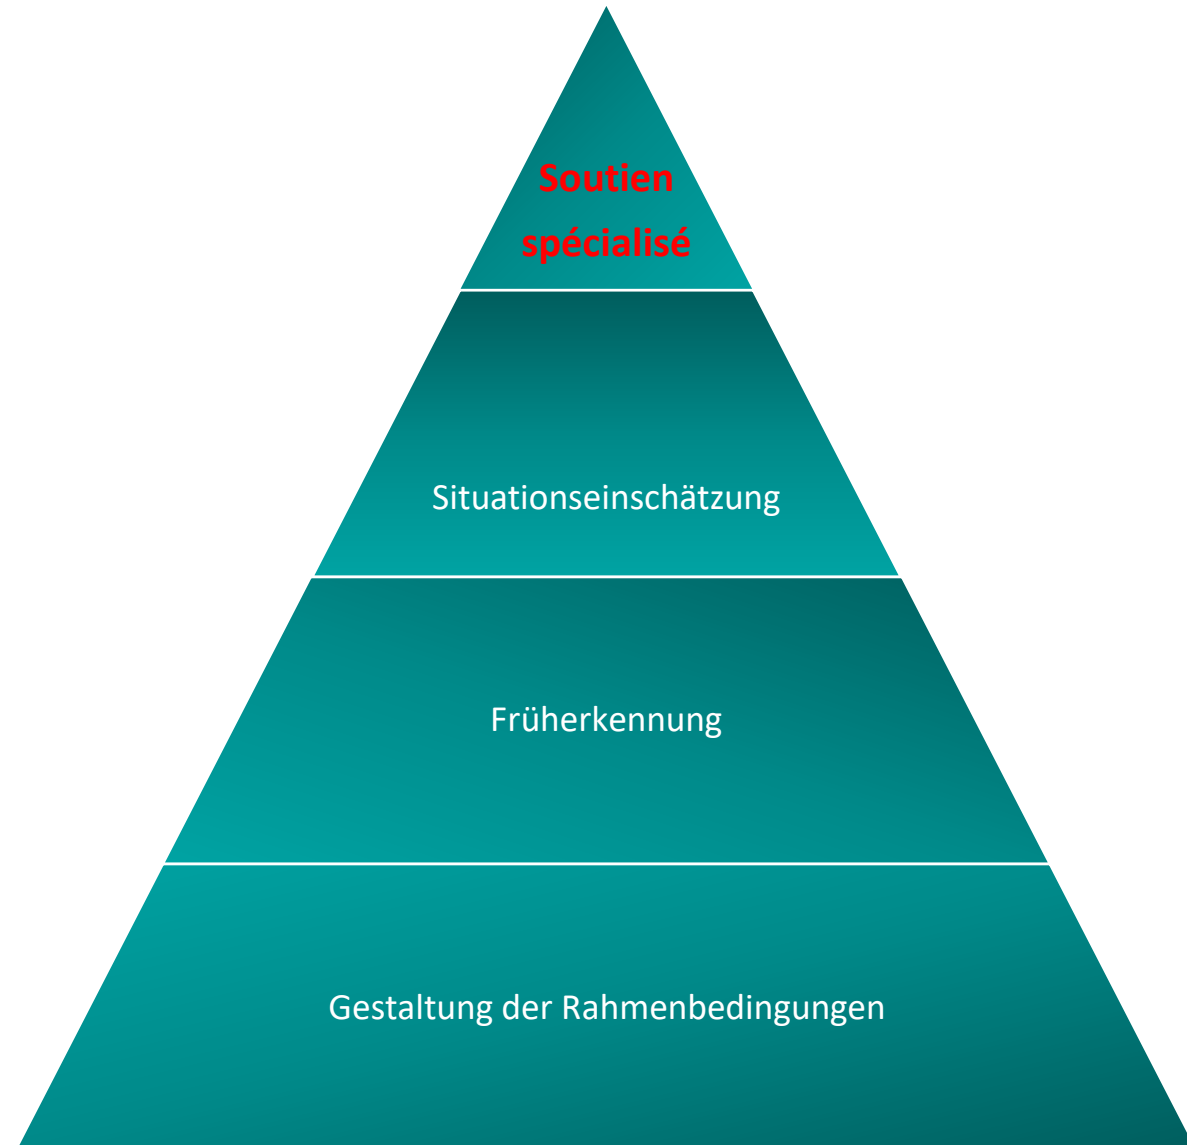 Soutien
spécialisé
Situationseinschätzung
Früherkennung
Gestaltung der Rahmenbedingungen